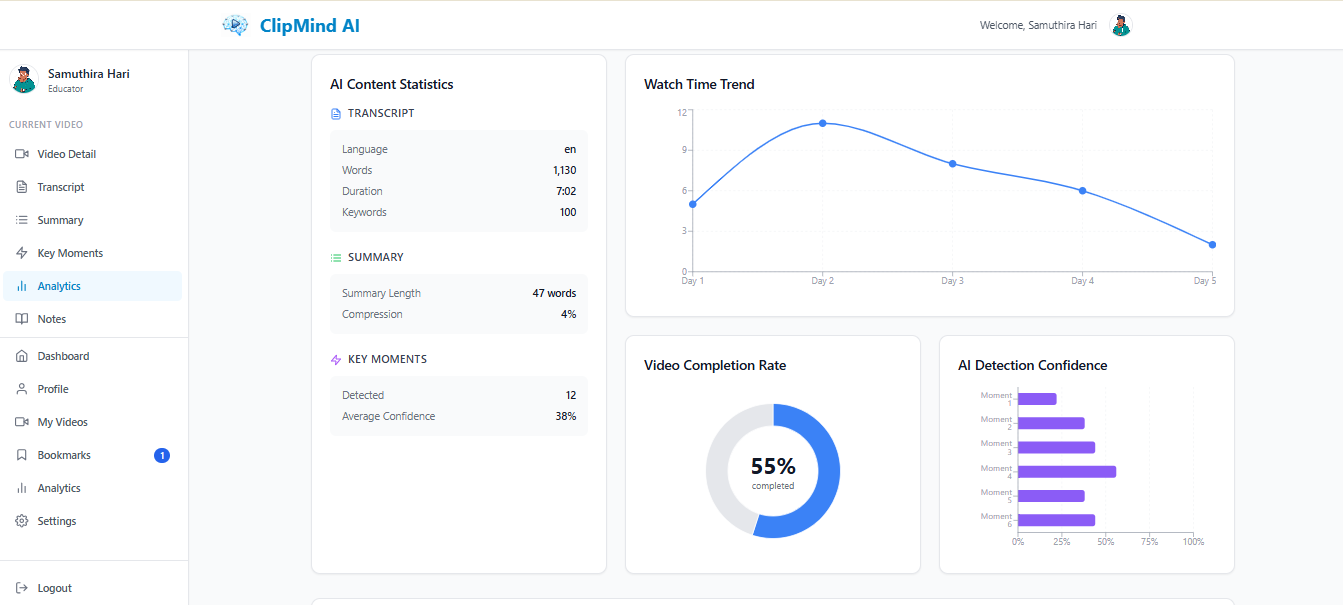 ClipMind AI
Welcome, Samuthira Hari
Samuthira Hari
Educator
CURRENT VIDEO
Video Detail
Transcript
Summary
Key Moments
Analytics
Notes
Dashboard
Profile
My Videos
Bookmarks 1
Analytics
Settings
Logout
AI Content Statistics
TRANSCRIPT
Language en
Words 1,130
Duration 7:02
Keywords 100
SUMMARY
Summary Length 47 words
Compression 4%
KEY MOMENTS
Detected 12
Average Confidence 38%
Watch Time Trend
12
9
6
3
0
Day 1 Day 2 Day 3 Day 4 Day 5
Video Completion Rate
55%
completed
AI Detection Confidence
Moment
1
Moment
2
Moment
3
Moment
4
Moment
5
Moment
6
0% 25% 50% 75% 100%